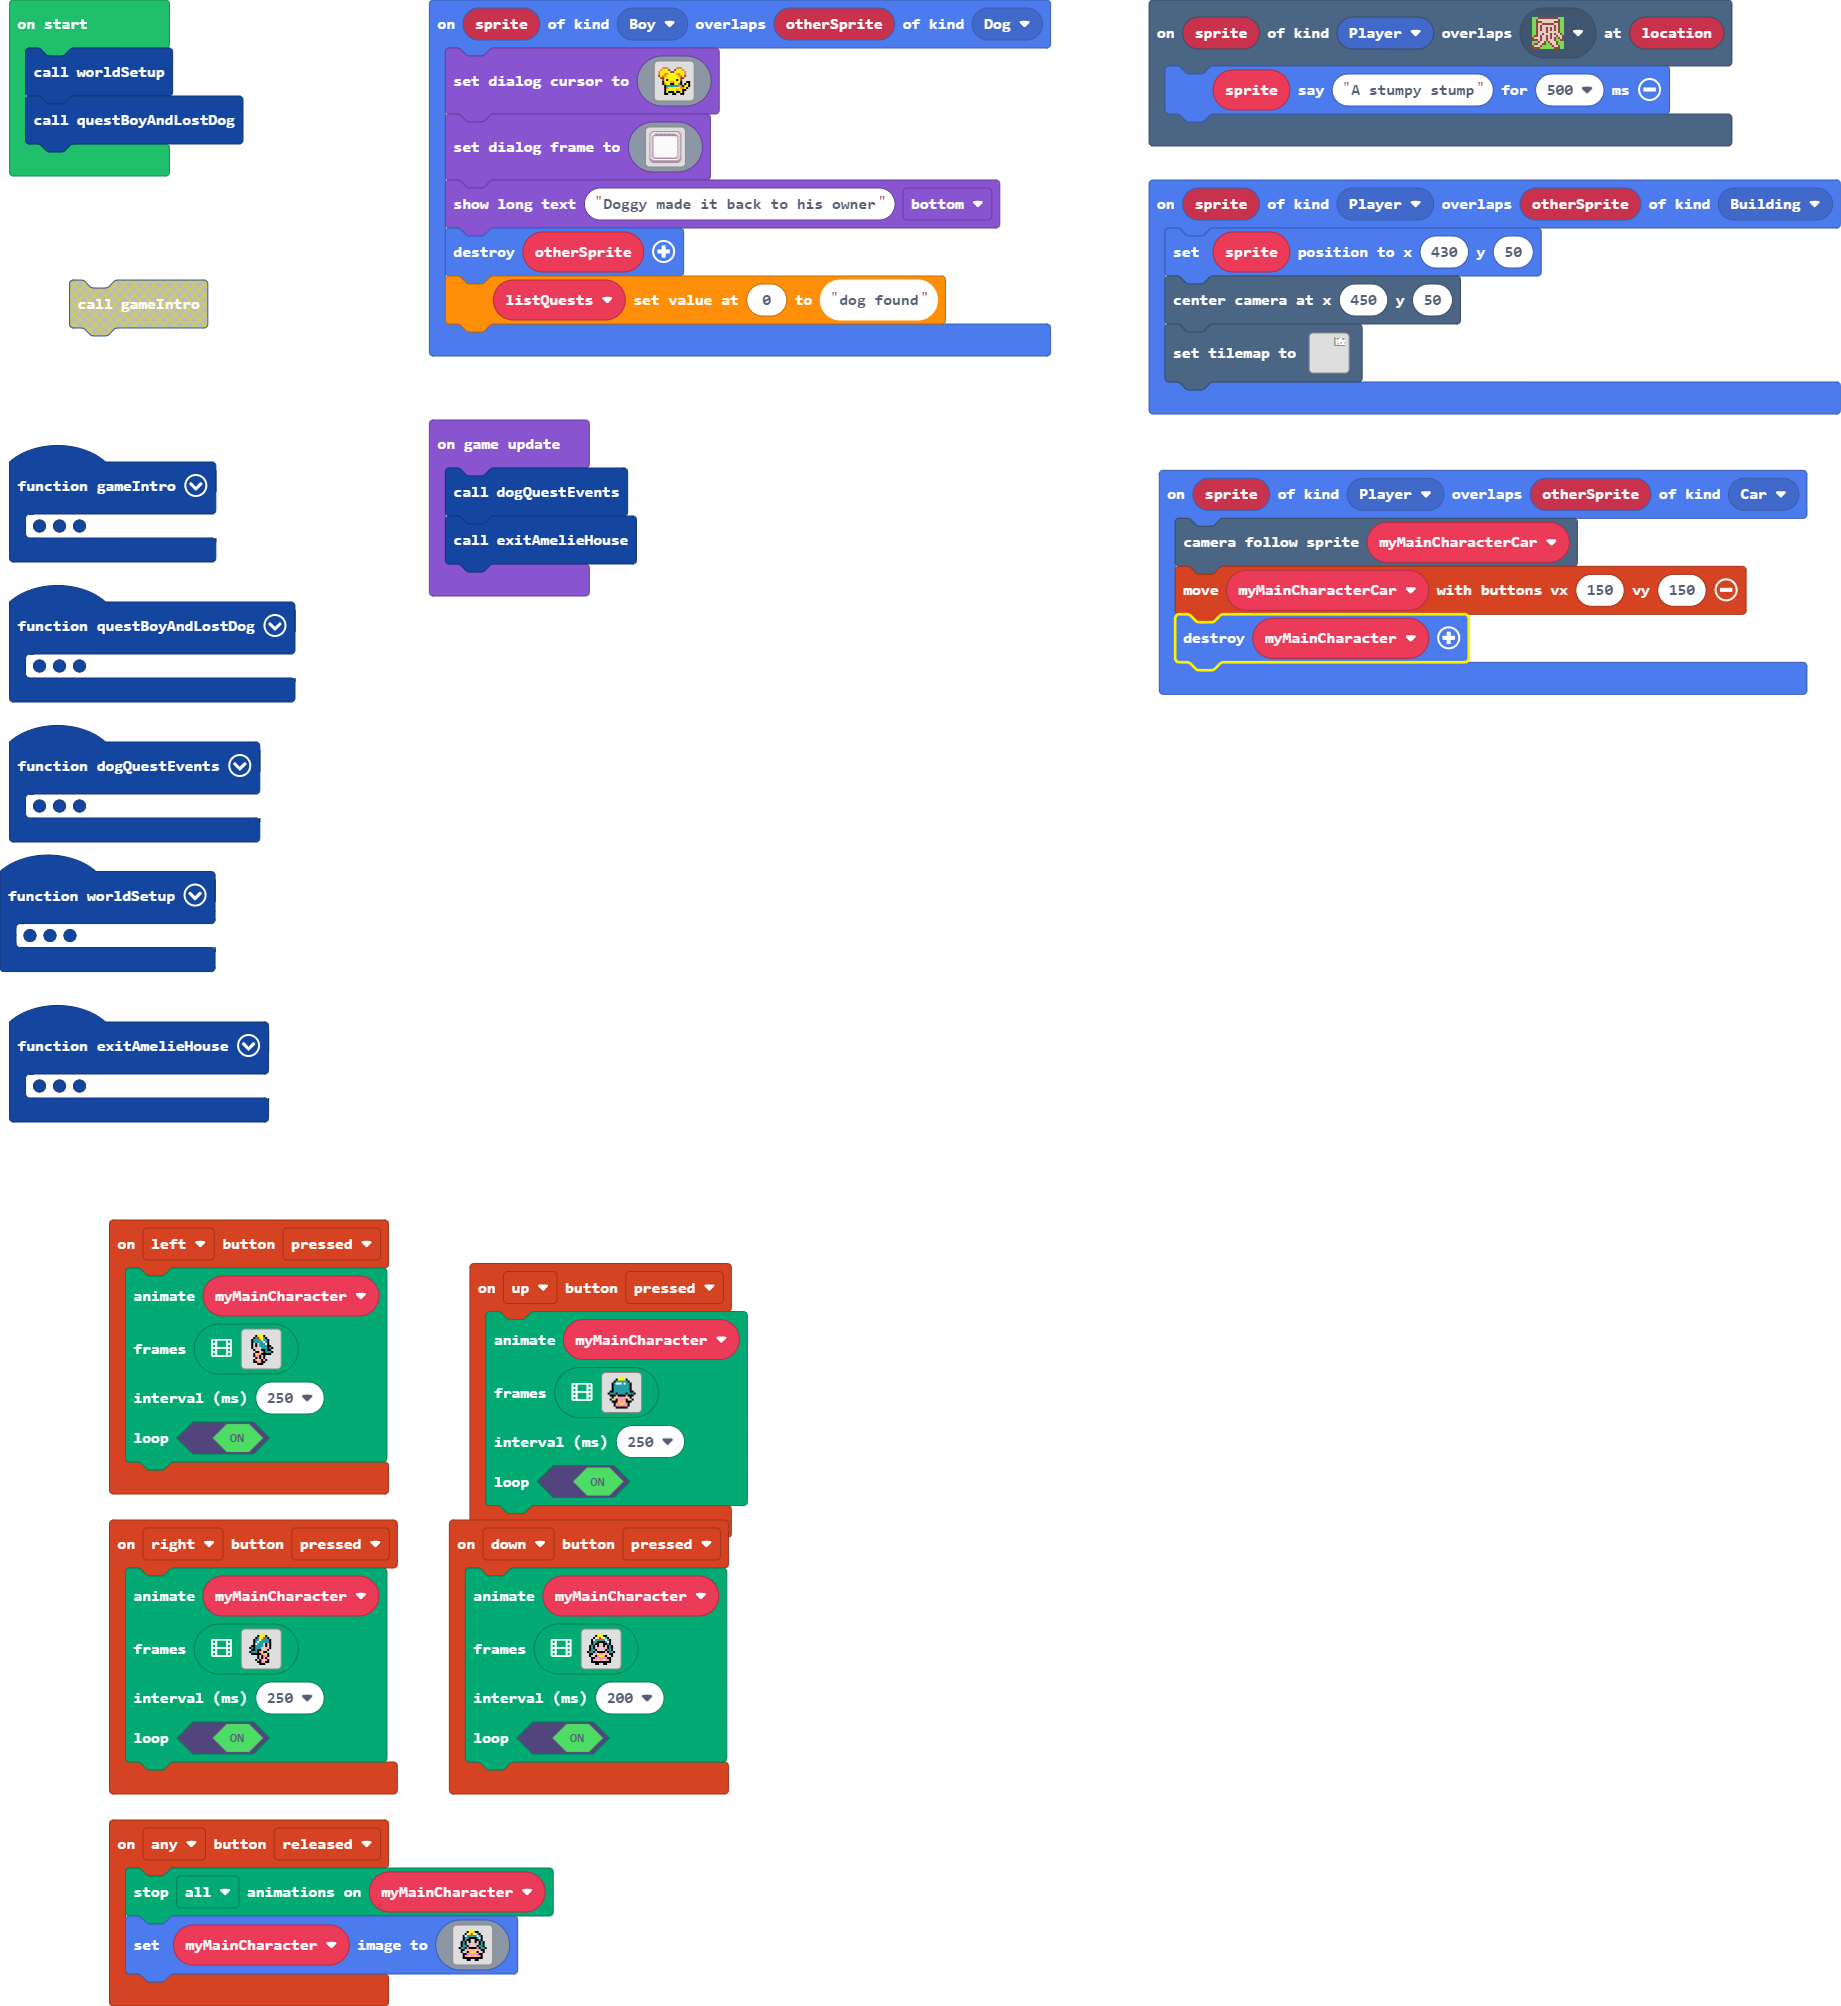 on start
call worldSetup
call questBoyAndLostDog
call gameIntro
function gameIntro
function questBoyAndLostDog
function dogQuestEvents
function worldSetup
function exitAmelieHouse
on sprite of kind Boy overlaps otherSprite of kind Dog
set dialog cursor to
set dialog frame to
show long text "Doggy made it back to his owner" bottom
destroy otherSprite
listQuests set value at 0 to "dog found"
on game update
call dogQuestEvents
call exitAmelieHouse
on sprite of kind Player overlaps at location
sprite say "A stumpy stump" for 500 ms
on sprite of kind Player overlaps otherSprite of kind Building
set sprite position to x 430 y 50
center camera at x 450 y 50
set tilemap to
on sprite of kind Player overlaps otherSprite of kind Car
camera follow sprite myMainCharacterCar
move myMainCharacterCar with buttons vx 150 vy 150
destroy myMainCharacter
on left button pressed
animate myMainCharacter
frames
interval (ms) 250
loop ON
on up button pressed
animate myMainCharacter
frames
interval (ms) 250
loop ON
on right button pressed
animate myMainCharacter
frames
interval (ms) 250
loop ON
on down button pressed
animate myMainCharacter
frames
interval (ms) 200
loop ON
on any button released
stop all animations on myMainCharacter
set myMainCharacter image to